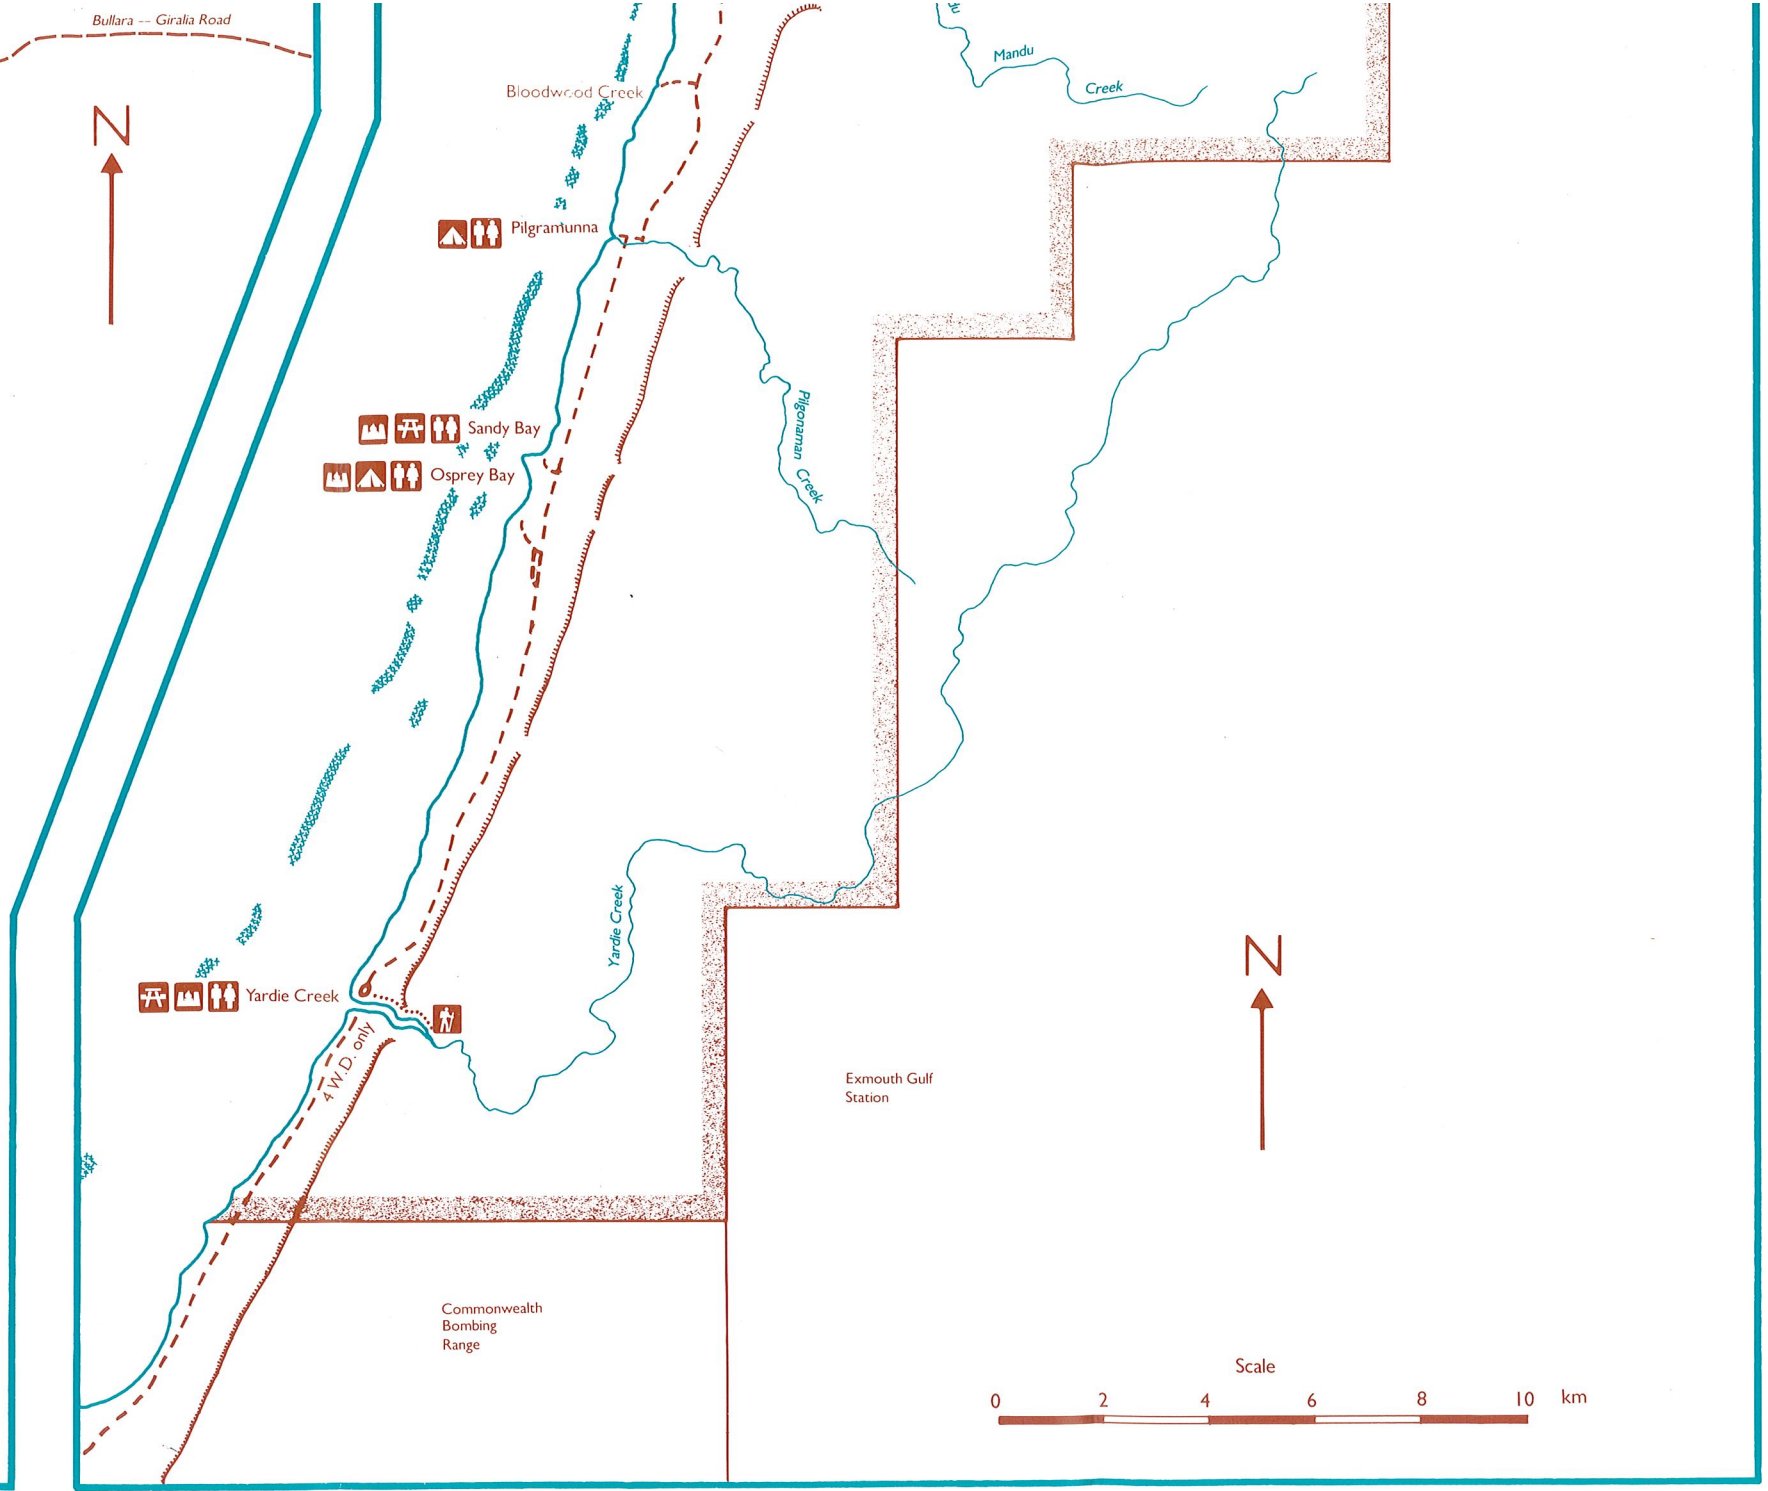 Bullara -- Giralia Road
N
Bloodwood Creek
Mandu
Creek
Pilgramunna
Sandy Bay
Osprey Bay
Pilgonaman Creek
Yardie Creek
Yardie Creek
4 W.D. only
N
Exmouth Gulf
Station
Commonwealth
Bombing
Range
Scale
0 2 4 6 8 10 km